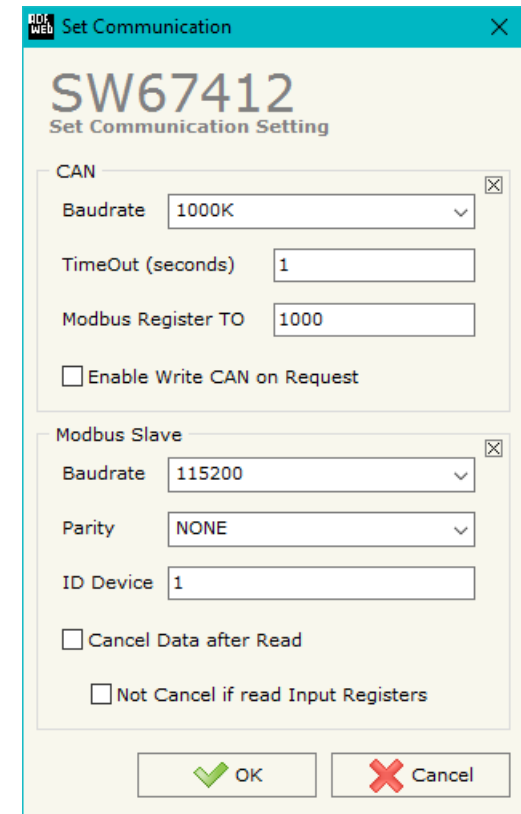 ADF
WEB Set Communication
SW67412
Set Communication Setting
CAN
Baudrate 1000K
TimeOut (seconds) 1
Modbus Register TO 1000
Enable Write CAN on Request
Modbus Slave
Baudrate 115200
Parity NONE
ID Device 1
Cancel Data after Read
Not Cancel if read Input Registers
OK Cancel